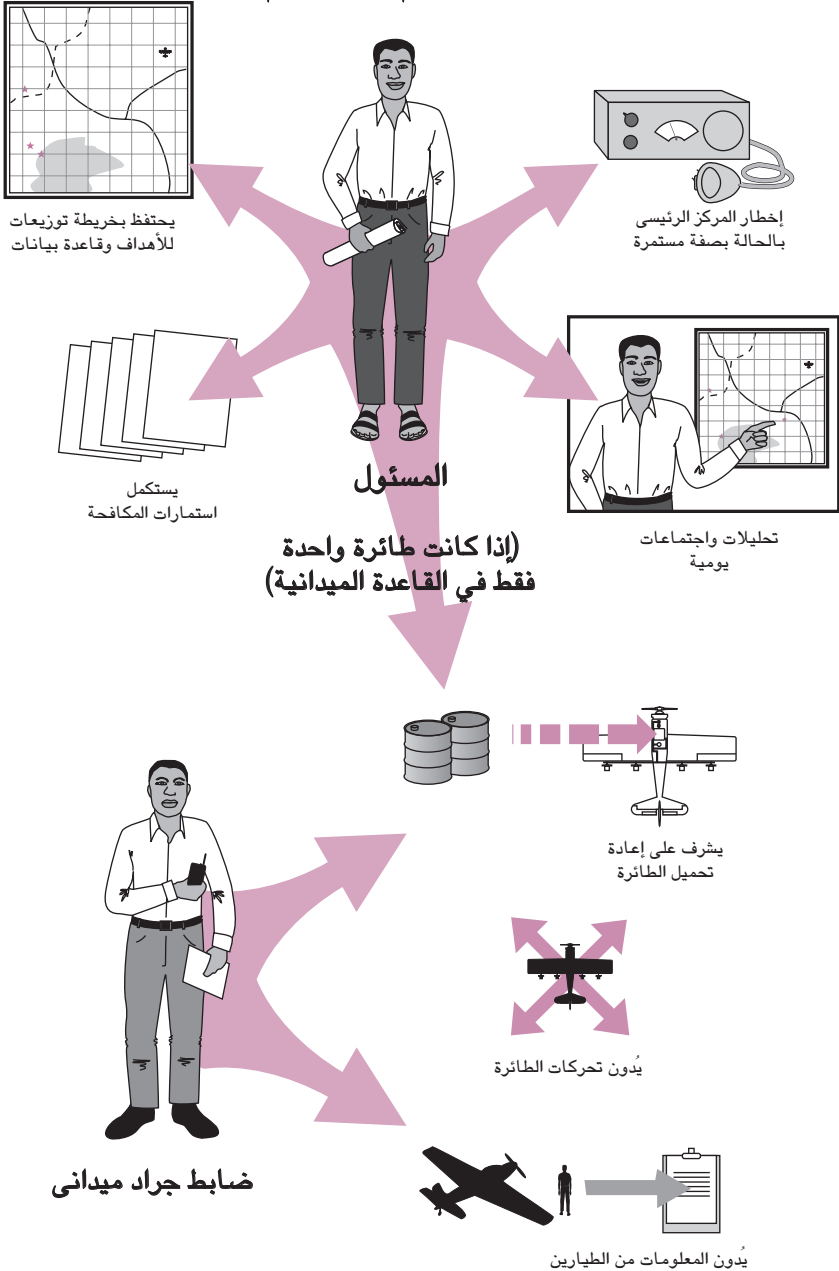 يحتفظ بخريطة توزيعات
للأهداف وقاعدة بيانات
إخطار المركز الرئيسى
بالحالة بصفة مستمرة
يستكمل
استمارات المكافحة
المسئول
تحليلات واجتماعات
يومية
(إذا كانت طائرة واحدة
فقط في القاعدة الميدانية)
يشرف على إعادة
تحميل الطائرة
يُدون تحركات الطائرة
ضابط جراد ميدانى
يُدون المعلومات من الطيارين